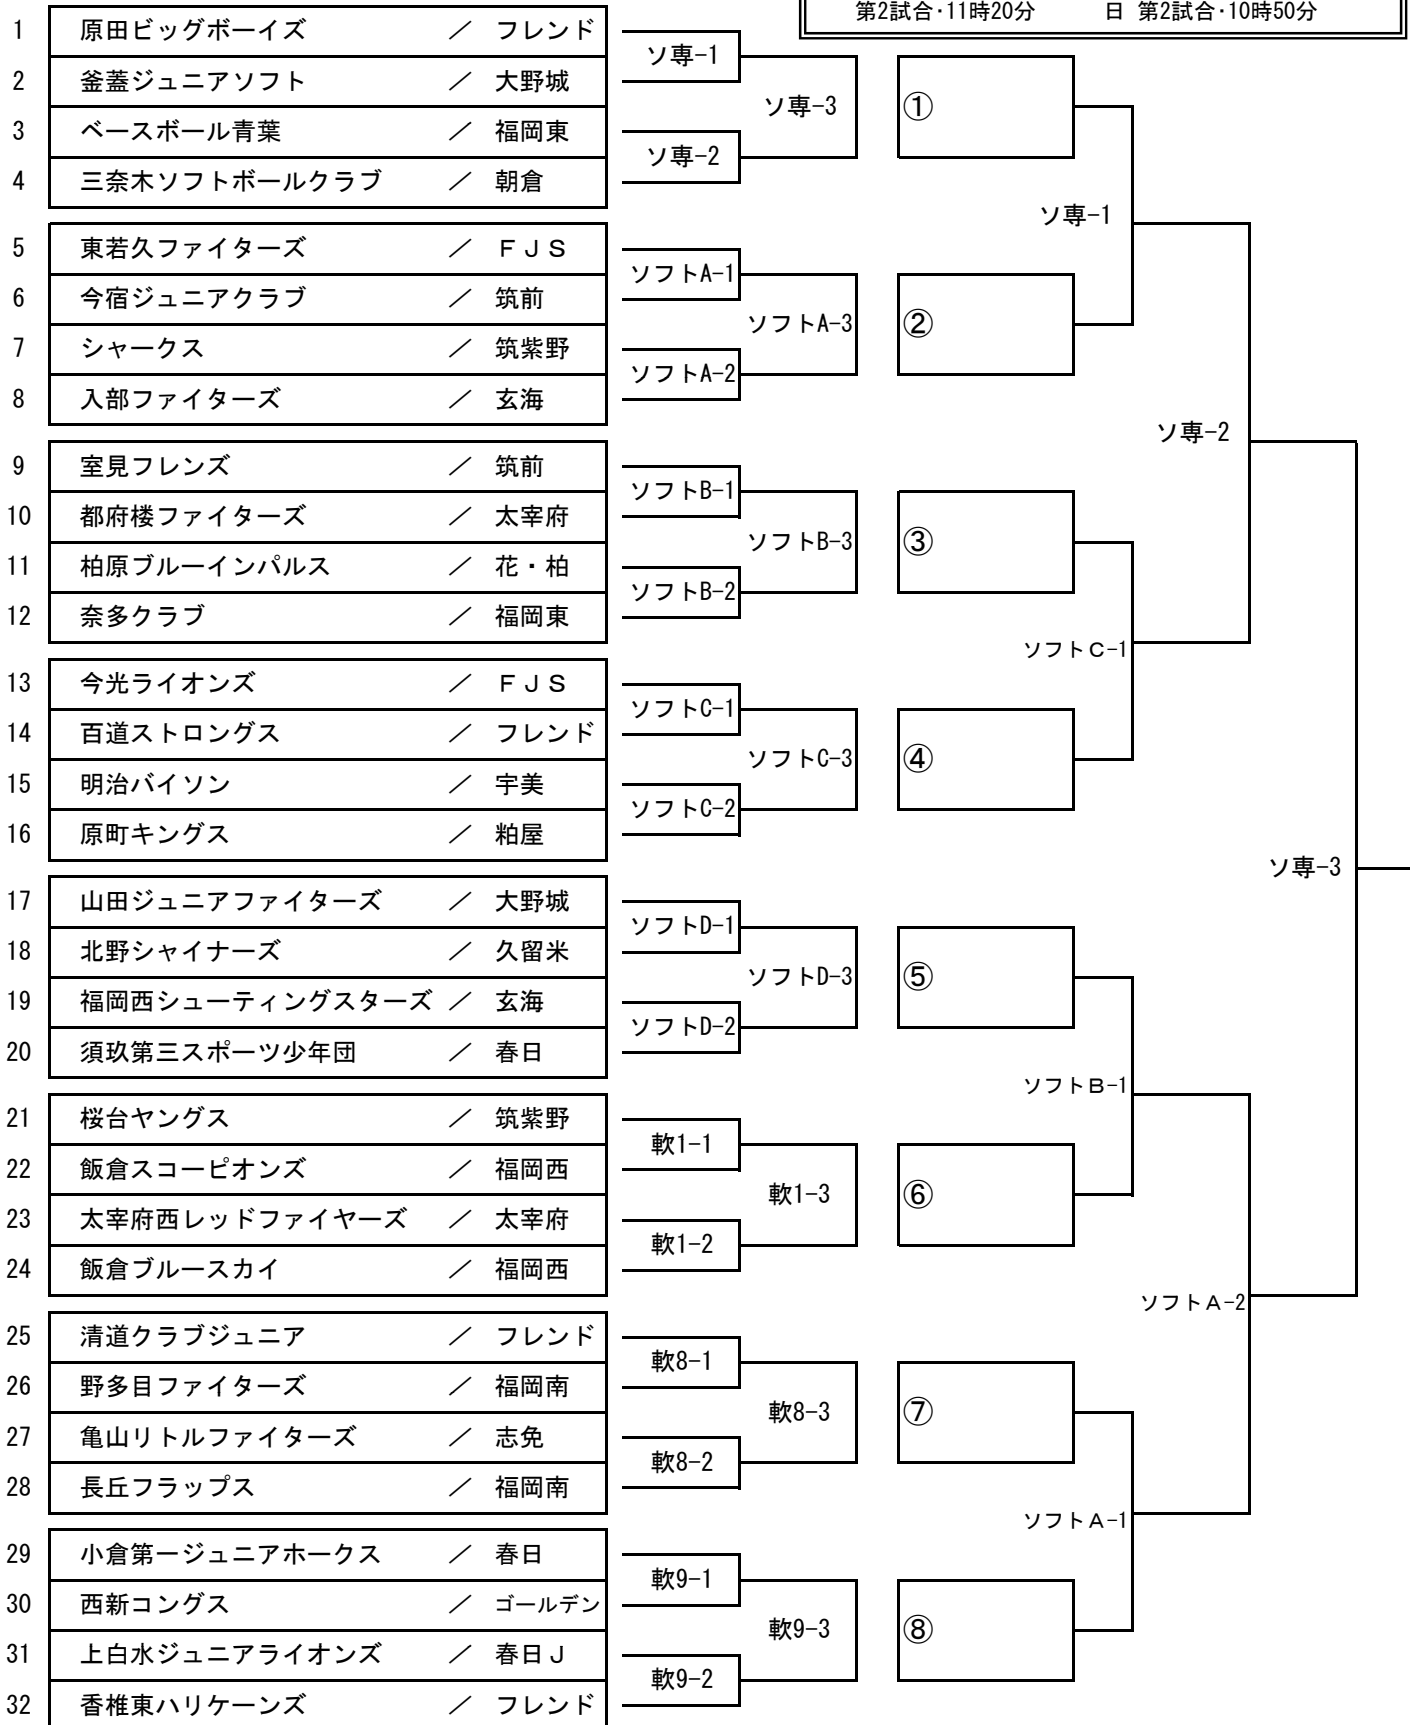 第2試合・11時20分 日 第2試合・10時50分
1 原田ビッグボーイズ ／ フレンド
2 釜蓋ジュニアソフト ／ 大野城
3 ベースボール青葉 ／ 福岡東
4 三奈木ソフトボールクラブ ／ 朝倉
ソ専-1
ソ専-2
ソ専-3
①
5 東若久ファイターズ ／ ＦＪＳ
6 今宿ジュニアクラブ ／ 筑前
7 シャークス ／ 筑紫野
8 入部ファイターズ ／ 玄海
ソフトA-1
ソフトA-2
ソフトA-3
②
ソ専-1
9 室見フレンズ ／ 筑前
10 都府楼ファイターズ ／ 太宰府
11 柏原ブルーインパルス ／ 花・柏
12 奈多クラブ ／ 福岡東
ソフトB-1
ソフトB-2
ソフトB-3
③
ソ専-2
13 今光ライオンズ ／ ＦＪＳ
14 百道ストロングス ／ フレンド
15 明治バイソン ／ 宇美
16 原町キングス ／ 粕屋
ソフトC-1
ソフトC-2
ソフトC-3
④
ソフトＣ-1
ソ専-3
17 山田ジュニアファイターズ ／ 大野城
18 北野シャイナーズ ／ 久留米
19 福岡西シューティングスターズ ／ 玄海
20 須玖第三スポーツ少年団 ／ 春日
ソフトD-1
ソフトD-2
ソフトD-3
⑤
21 桜台ヤングス ／ 筑紫野
22 飯倉スコーピオンズ ／ 福岡西
23 太宰府西レッドファイヤーズ ／ 太宰府
24 飯倉ブルースカイ ／ 福岡西
軟1-1
軟1-2
軟1-3
⑥
ソフトＢ-1
ソフトＡ-2
25 清道クラブジュニア ／ フレンド
26 野多目ファイターズ ／ 福岡南
27 亀山リトルファイターズ ／ 志免
28 長丘フラップス ／ 福岡南
軟8-1
軟8-2
軟8-3
⑦
ソフトＡ-1
29 小倉第一ジュニアホークス ／ 春日
30 西新コングス ／ ゴールデン
31 上白水ジュニアライオンズ ／ 春日Ｊ
32 香椎東ハリケーンズ ／ フレンド
軟9-1
軟9-2
軟9-3
⑧